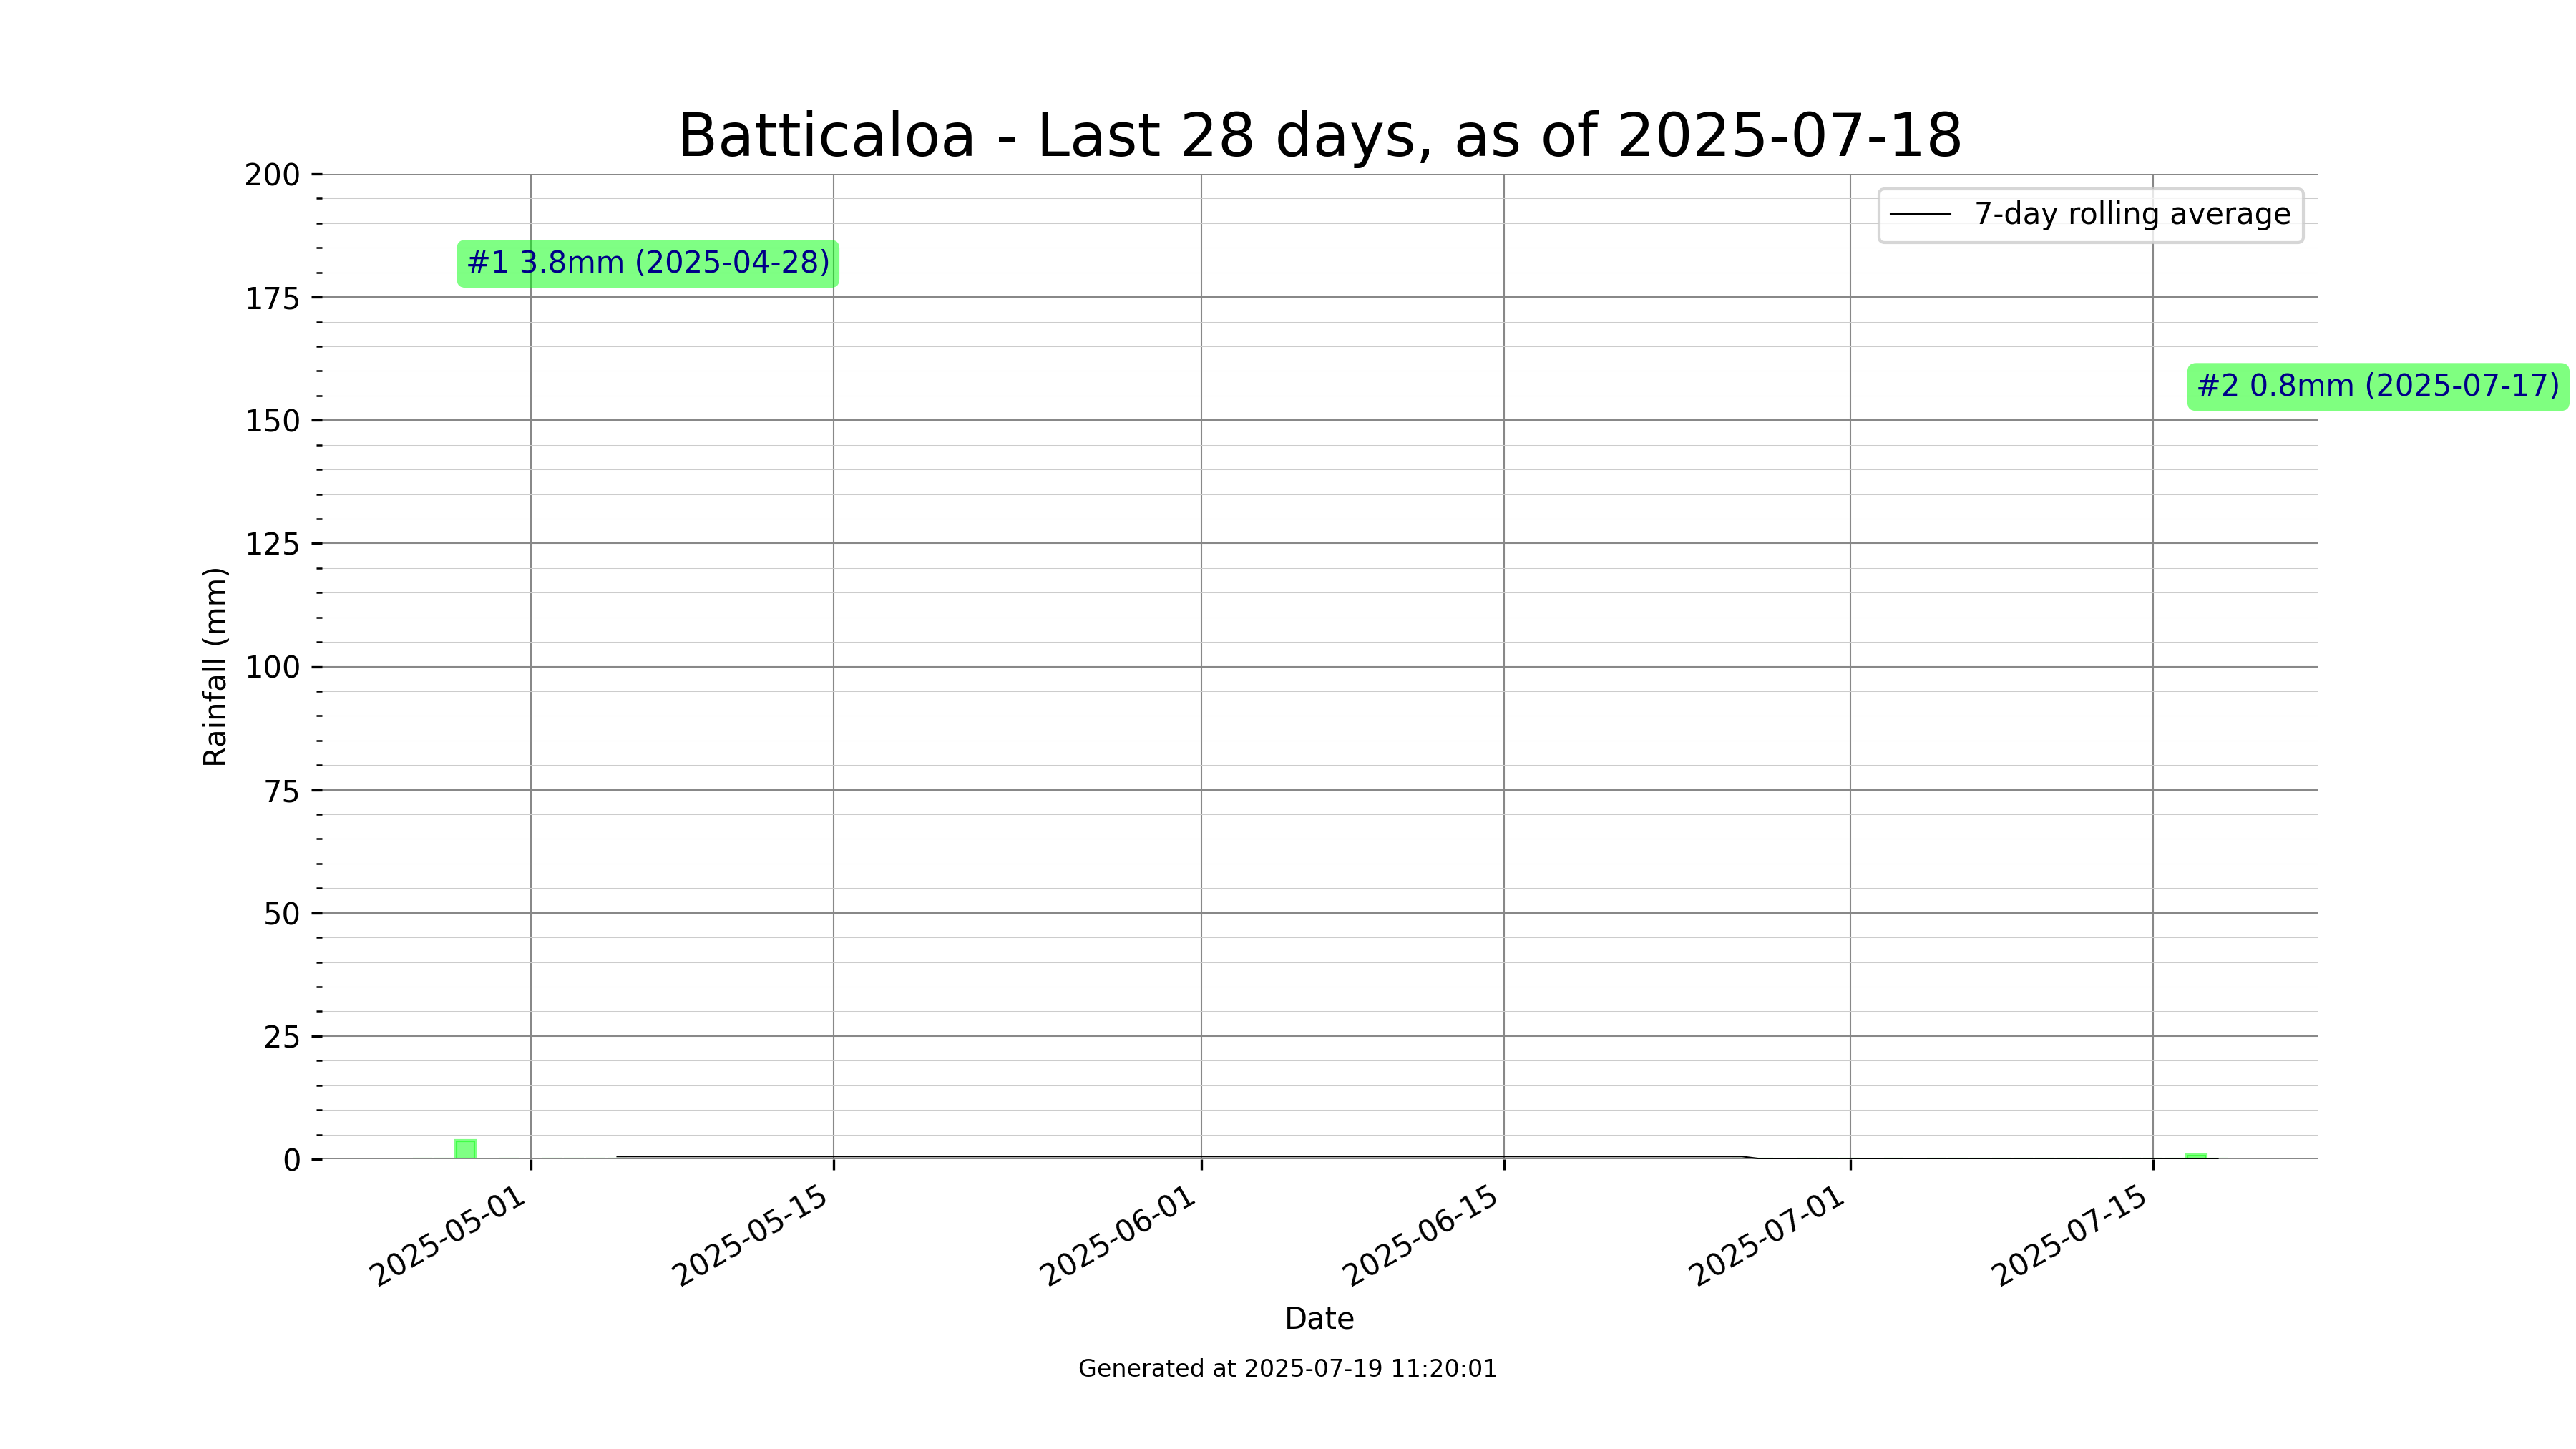 Batticaloa - Last 28 days, as of 2025-07-18
200
175
150
125
100
75
50
25
0
Rainfall (mm)
7-day rolling average
#1 3.8mm (2025-04-28)
#2 0.8mm (2025-07-17)
2025-05-01
2025-05-15
2025-06-01
2025-06-15
2025-07-01
2025-07-15
Date
Generated at 2025-07-19 11:20:01